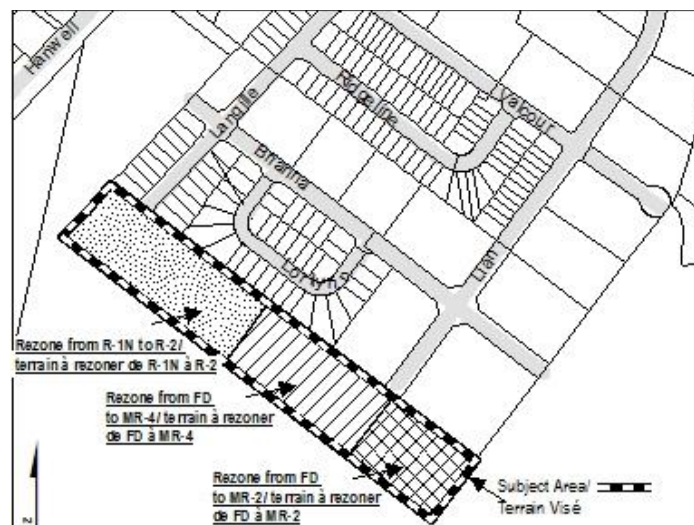 Hanwell
Langille
Ridgeline
Valcour
Brianna
Lian
Rezone from R-1N to R-2/
terrain à rezoner de R-1N à R-2
Rezone from FD
to MR-4/ terrain à rezoner
de FD à MR-4
Rezone from FD
to MR-2/ terrain à rezoner
de FD à MR-2
Subject Area/
Terrain Visé
z